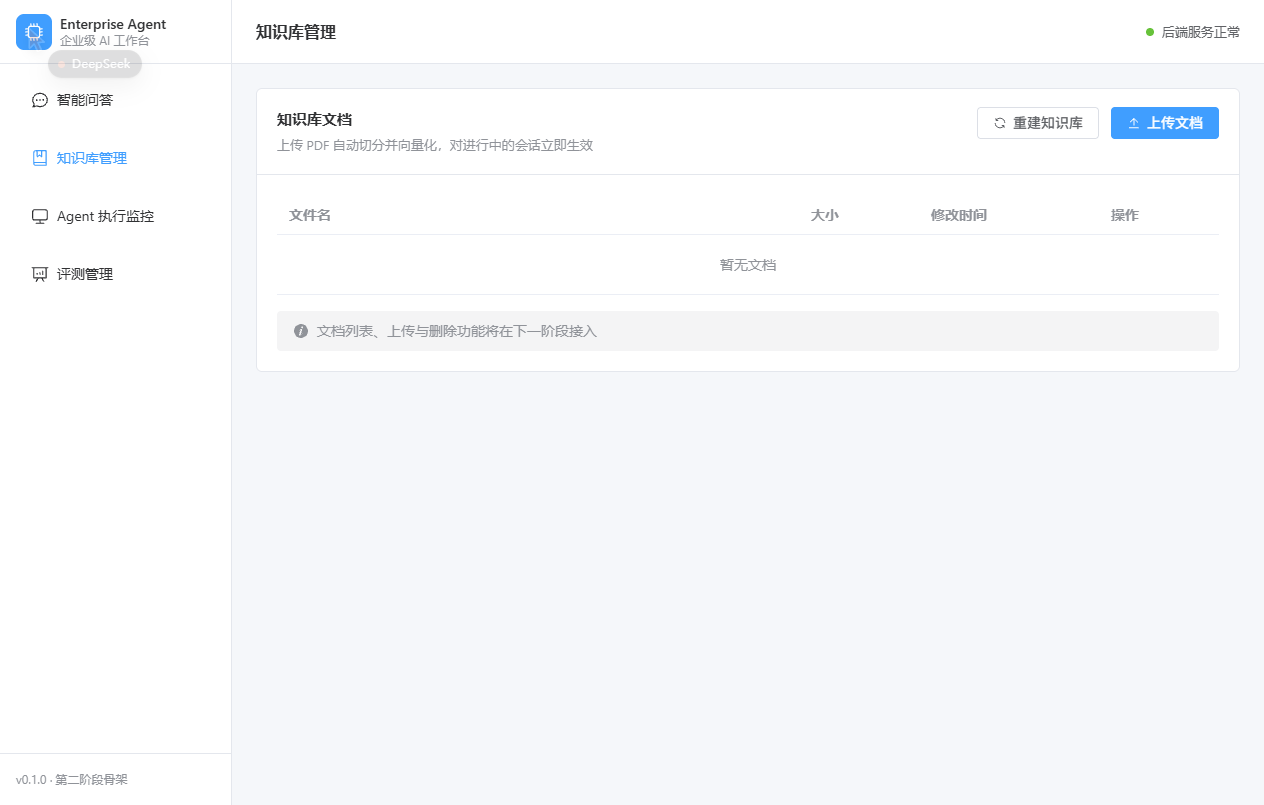 Enterprise Agent
企业级 AI 工作台
DeepSeek
智能问答
知识库管理
Agent 执行监控
评测管理
v0.1.0 · 第二阶段骨架
知识库管理
后端服务正常
知识库文档
上传 PDF 自动切分并向量化，对进行中的会话立即生效
重建知识库
上传文档
文件名 大小 修改时间 操作
暂无文档
文档列表、上传与删除功能将在下一阶段接入